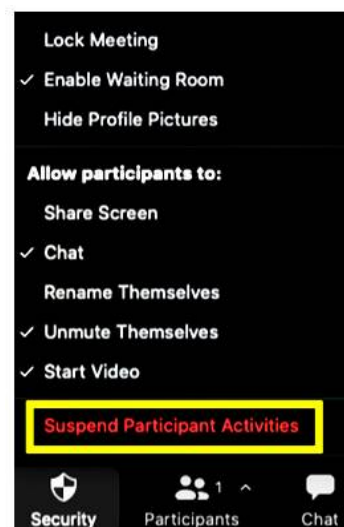 Lock Meeting
✓ Enable Waiting Room
Hide Profile Pictures
Allow participants to:
Share Screen
✓ Chat
Rename Themselves
✓ Unmute Themselves
✓ Start Video
Suspend Participant Activities
1
Security Participants Chat